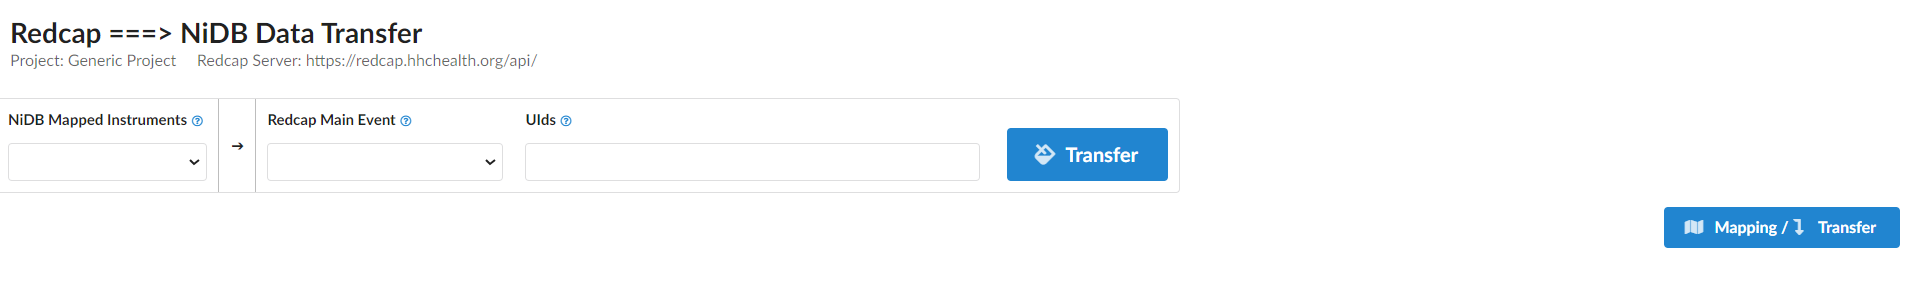 Redcap ===> NiDB Data Transfer
Project: Generic Project Redcap Server: https://redcap.hhchealth.org/api/
NiDB Mapped Instruments
→
Redcap Main Event
UIds
Transfer
Mapping / Transfer